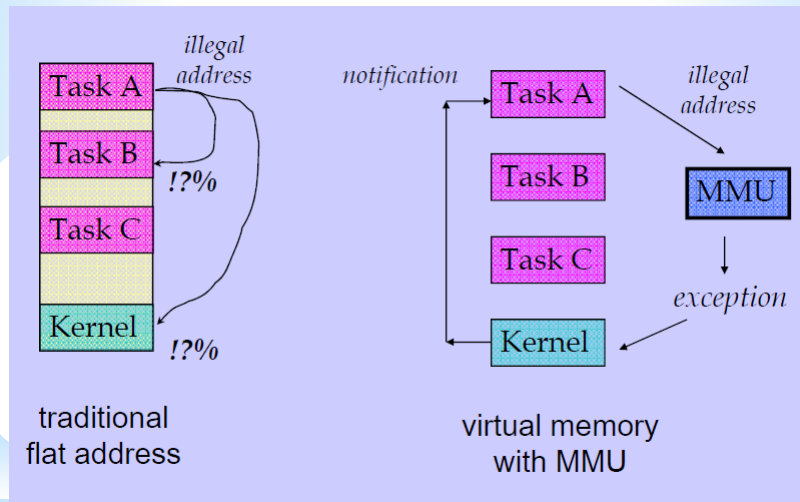 illegal
address
Task A
Task B
!?%
Task C
Kernel
!?%
traditional
flat address
notification
Task A
illegal
address
Task B
MMU
Task C
exception
Kernel
virtual memory
with MMU